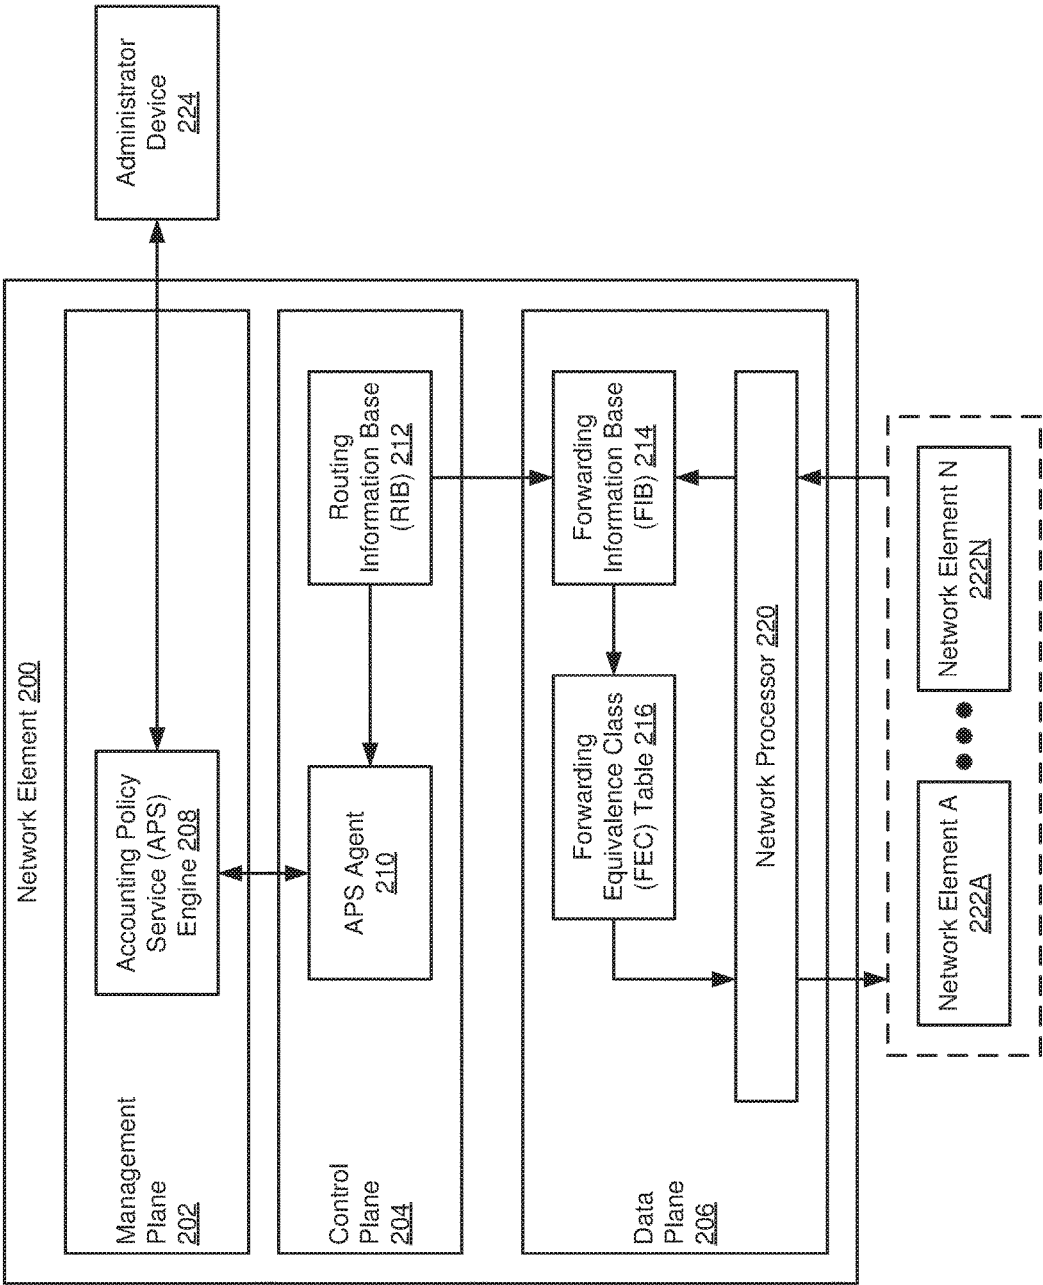 Network Element 200
Management
Plane
202
Accounting Policy
Service (APS)
Engine 208
Administrator
Device
224
Control
Plane
204
APS Agent
210
Routing
Information Base
(RIB) 212
Data
Plane
206
Forwarding
Equivalence Class
(FEC) Table 216
Forwarding
Information Base
(FIB) 214
Network Processor 220
Network Element A
222A
Network Element N
222N